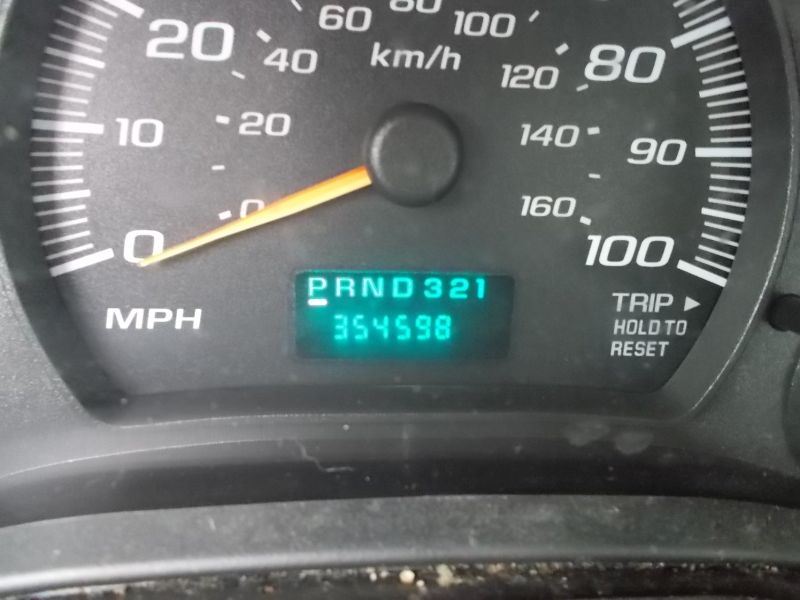 60 80 100
20 40 km/h 120 80
10 20 140 90
0 0 160 100
PRND321
354598
MPH
TRIP ▶
HOLD TO
RESET